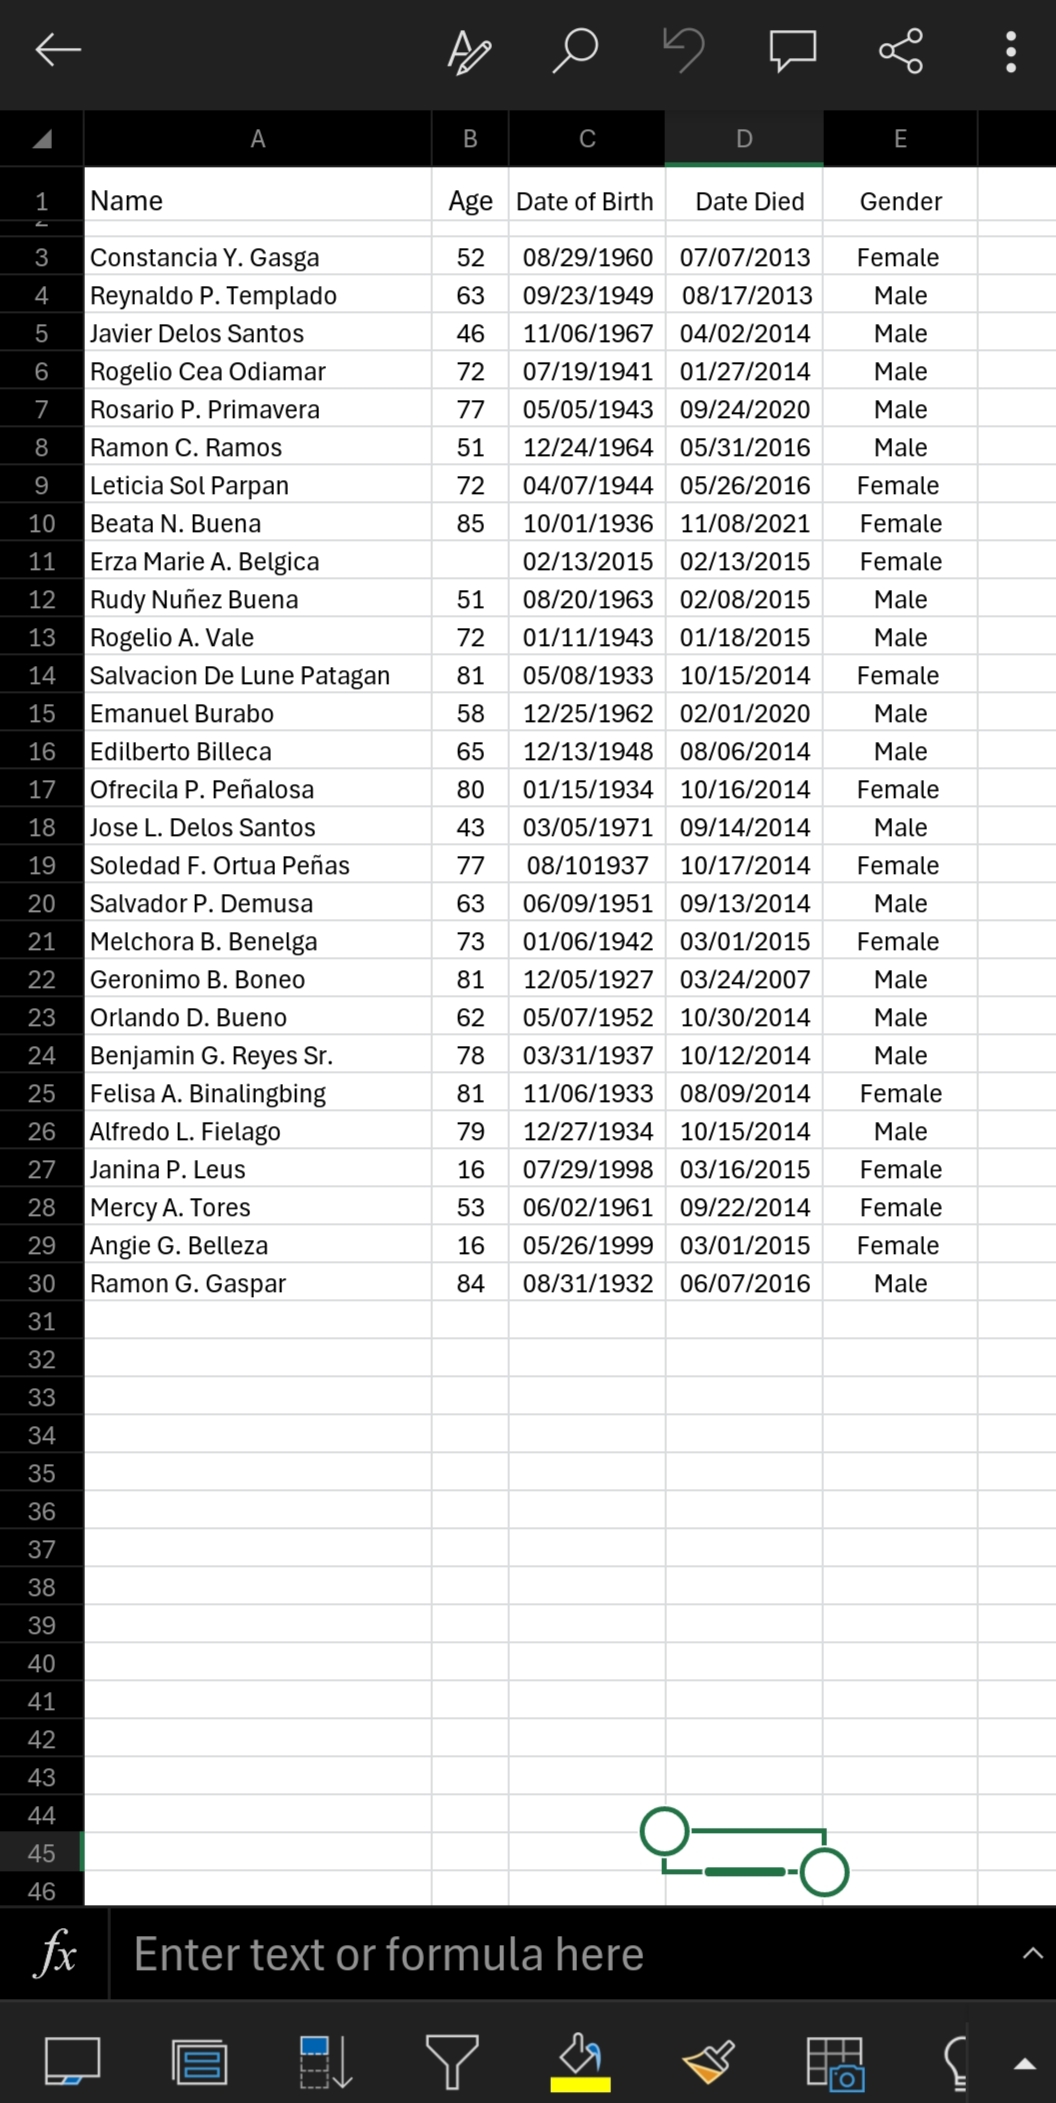 A B C D E
1 Name Age Date of Birth Date Died Gender
2
3 Constancia Y. Gasga 52 08/29/1960 07/07/2013 Female
4 Reynaldo P. Templado 63 09/23/1949 08/17/2013 Male
5 Javier Delos Santos 46 11/06/1967 04/02/2014 Male
6 Rogelio Cea Odiamar 72 07/19/1941 01/27/2014 Male
7 Rosario P. Primavera 77 05/05/1943 09/24/2020 Male
8 Ramon C. Ramos 51 12/24/1964 05/31/2016 Male
9 Leticia Sol Parpan 72 04/07/1944 05/26/2016 Female
10 Beata N. Buena 85 10/01/1936 11/08/2021 Female
11 Erza Marie A. Belgica 02/13/2015 02/13/2015 Female
12 Rudy Nuñez Buena 51 08/20/1963 02/08/2015 Male
13 Rogelio A. Vale 72 01/11/1943 01/18/2015 Male
14 Salvacion De Lune Patagan 81 05/08/1933 10/15/2014 Female
15 Emanuel Burabo 58 12/25/1962 02/01/2020 Male
16 Edilberto Billeca 65 12/13/1948 08/06/2014 Male
17 Ofrecila P. Peñalosa 80 01/15/1934 10/16/2014 Female
18 Jose L. Delos Santos 43 03/05/1971 09/14/2014 Male
19 Soledad F. Ortua Peñas 77 08/101937 10/17/2014 Female
20 Salvador P. Demusa 63 06/09/1951 09/13/2014 Male
21 Melchora B. Benelga 73 01/06/1942 03/01/2015 Female
22 Geronimo B. Boneo 81 12/05/1927 03/24/2007 Male
23 Orlando D. Bueno 62 05/07/1952 10/30/2014 Male
24 Benjamin G. Reyes Sr. 78 03/31/1937 10/12/2014 Male
25 Felisa A. Binalingbing 81 11/06/1933 08/09/2014 Female
26 Alfredo L. Fielago 79 12/27/1934 10/15/2014 Male
27 Janina P. Leus 16 07/29/1998 03/16/2015 Female
28 Mercy A. Tores 53 06/02/1961 09/22/2014 Female
29 Angie G. Belleza 16 05/26/1999 03/01/2015 Female
30 Ramon G. Gaspar 84 08/31/1932 06/07/2016 Male
31
32
33
34
35
36
37
38
39
40
41
42
43
44
45
46
fx Enter text or formula here